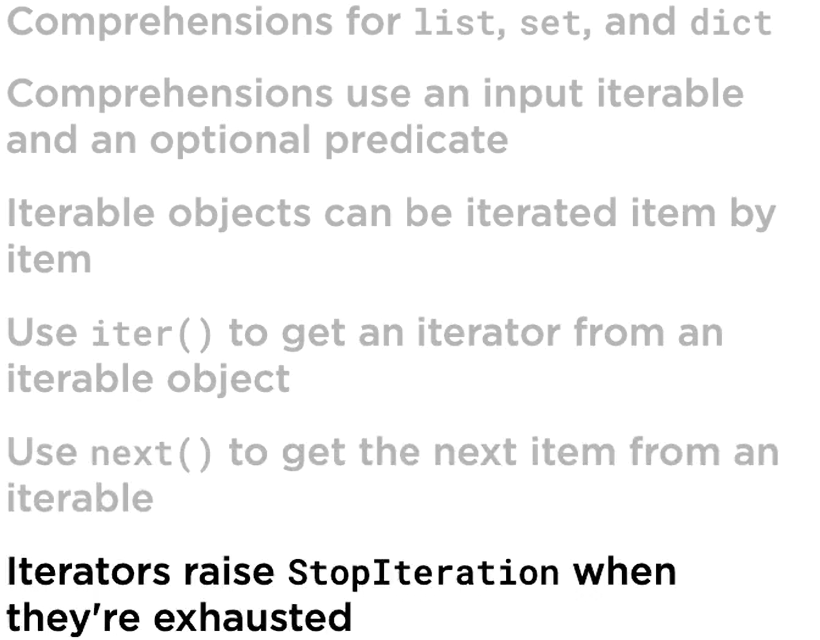 Comprehensions for list, set, and dict
Comprehensions use an input iterable
and an optional predicate
Iterable objects can be iterated item by
item
Use iter() to get an iterator from an
iterable object
Use next() to get the next item from an
iterable
Iterators raise StopIteration when
they're exhausted